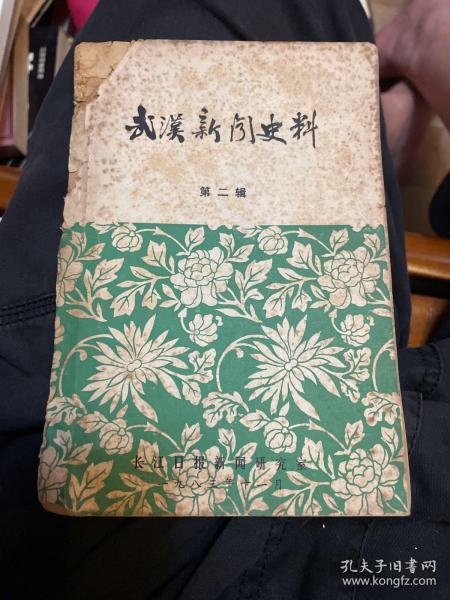 武漢新闻史料
第二辑
长江日报新闻研究室
一九八三年十一月
孔夫子旧书网
www.kongfz.com